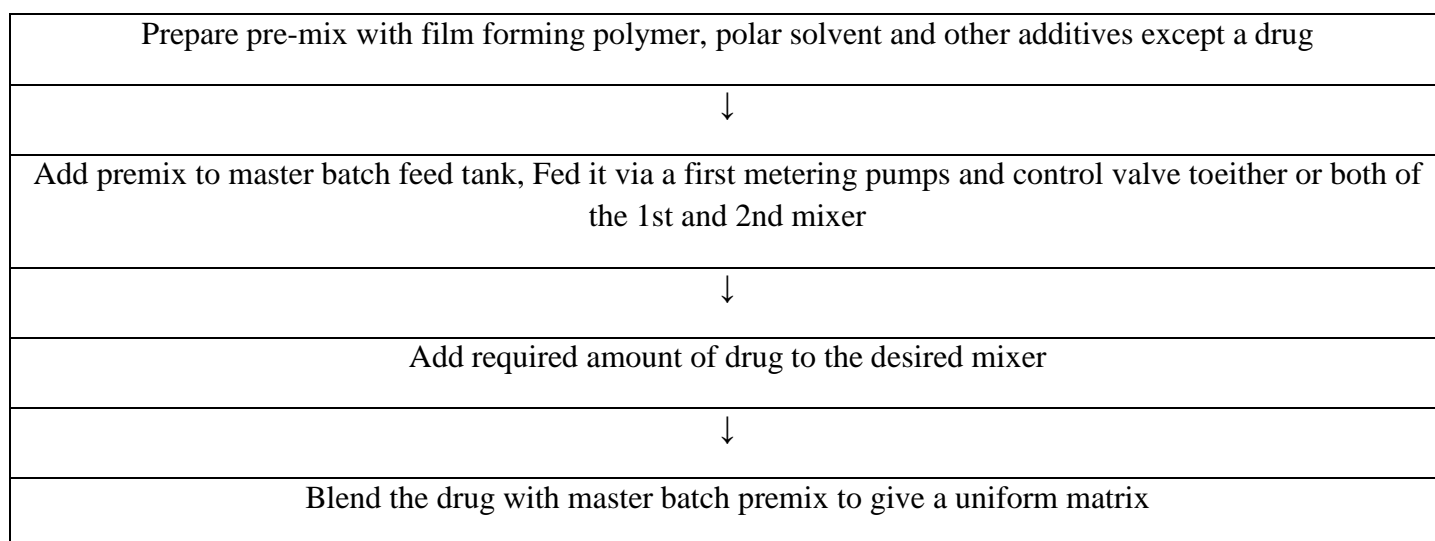 Prepare pre-mix with film forming polymer, polar solvent and other additives except a drug
↓
Add premix to master batch feed tank, Fed it via a first metering pumps and control valve toeither or both of
the 1st and 2nd mixer
↓
Add required amount of drug to the desired mixer
↓
Blend the drug with master batch premix to give a uniform matrix